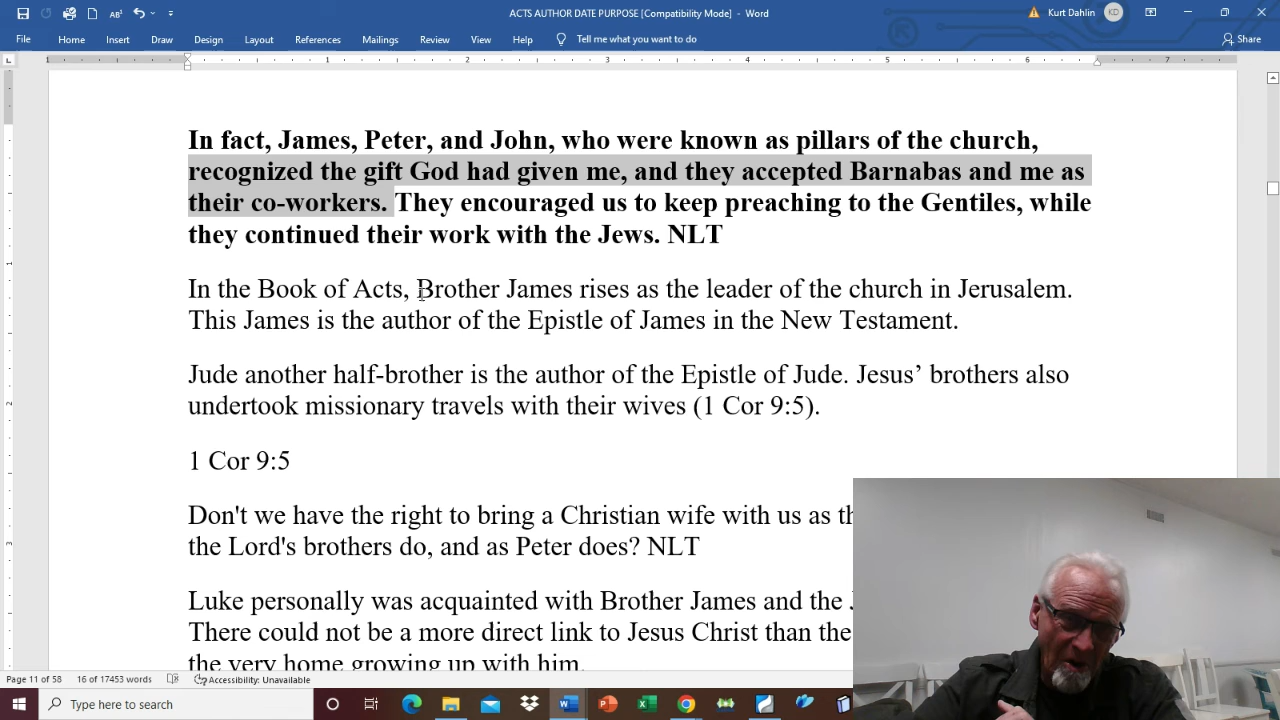 ACTS AUTHOR DATE PURPOSE [Compatibility Mode] - Word
Kurt Dahlin
KD
File Home Insert Draw Design Layout References Mailings Review View Help Tell me what you want to do
Share
1 1 2 3 4 5 6 7
In fact, James, Peter, and John, who were known as pillars of the church,
recognized the gift God had given me, and they accepted Barnabas and me as
their co-workers. They encouraged us to keep preaching to the Gentiles, while
they continued their work with the Jews. NLT
In the Book of Acts, Brother James rises as the leader of the church in Jerusalem.
This James is the author of the Epistle of James in the New Testament.
Jude another half-brother is the author of the Epistle of Jude. Jesus’ brothers also
undertook missionary travels with their wives (1 Cor 9:5).
1 Cor 9:5
Don't we have the right to bring a Christian wife with us as
the Lord's brothers do, and as Peter does? NLT
Luke personally was acquainted with Brother James and the
There could not be a more direct link to Jesus Christ than the
the very home growing up with him.
Page 11 of 58 16 of 17453 words Accessibility: Unavailable
Type here to search